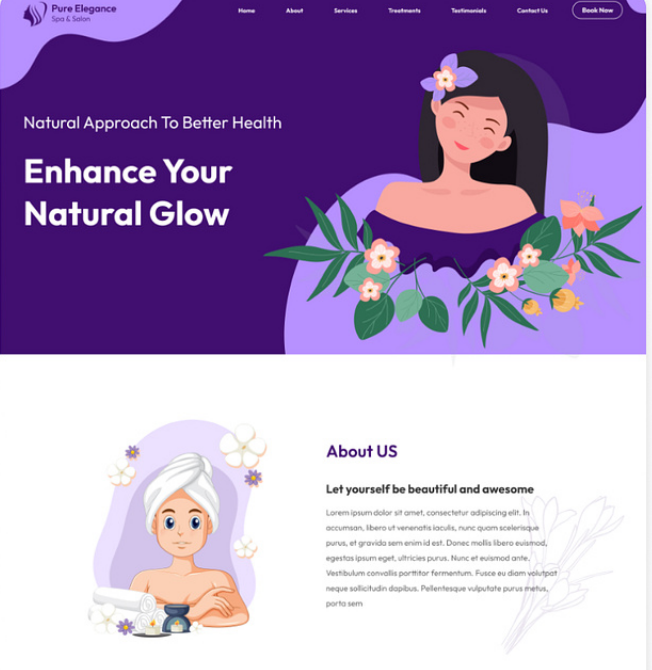 Pure Elegance
Spa & Salon
Home About Services Treatments Testimonials Contact Us Book Now
Natural Approach To Better Health
Enhance Your
Natural Glow
About US
Let yourself be beautiful and awesome
Lorem ipsum dolor sit amet, consectetur adipiscing elit. In
accumsan, libero ut venenatis iaculis, nunc quam scelerisque
purus, et gravida sem enim id est. Donec mollis libero euismod,
egestas ipsum eget, ultricies purus. Nunc et euismod ante.
Vestibulum convallis porttitor fermentum. Fusce eu diam volutpat
neque sollicitudin dapibus. Pellentesque vulputate purus metus,
porta sem